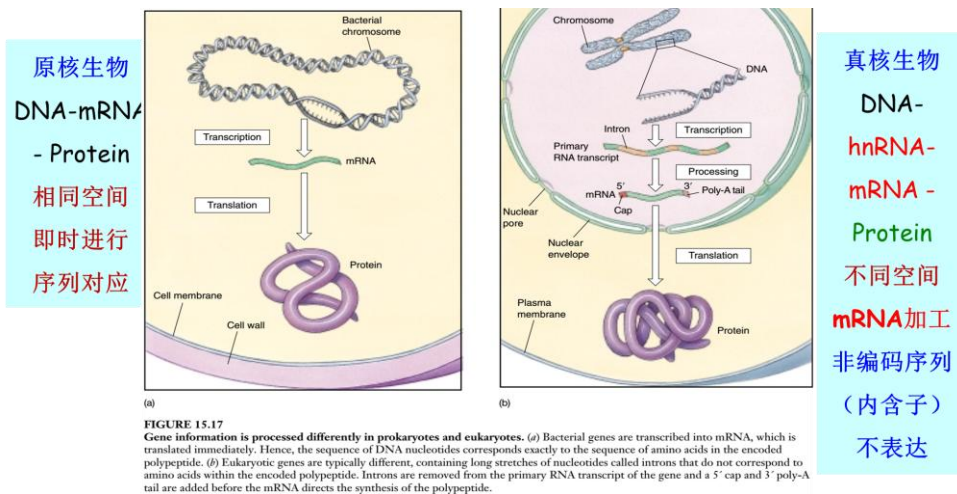 原核生物
DNA-mRNA
- Protein
相同空间
即时进行
序列对应
Bacterial
chromosome
Transcription
mRNA
Translation
Protein
Cell membrane
Cell wall
(a)
Chromosome
DNA
Intron
Transcription
Primary
RNA transcript
Processing
5´
3´
mRNA
Poly-A tail
Cap
Nuclear
pore
Nuclear
envelope
Translation
Plasma
membrane
Protein
(b)
真核生物
DNA-
hnRNA-
mRNA -
Protein
不同空间
mRNA加工
非编码序列
（内含子）
不表达
FIGURE 15.17
Gene information is processed differently in prokaryotes and eukaryotes. (a) Bacterial genes are transcribed into mRNA, which is
translated immediately. Hence, the sequence of DNA nucleotides corresponds exactly to the sequence of amino acids in the encoded
polypeptide. (b) Eukaryotic genes are typically different, containing long stretches of nucleotides called introns that do not correspond to
amino acids within the encoded polypeptide. Introns are removed from the primary RNA transcript of the gene and a 5´ cap and 3´ poly-A
tail are added before the mRNA directs the synthesis of the polypeptide.